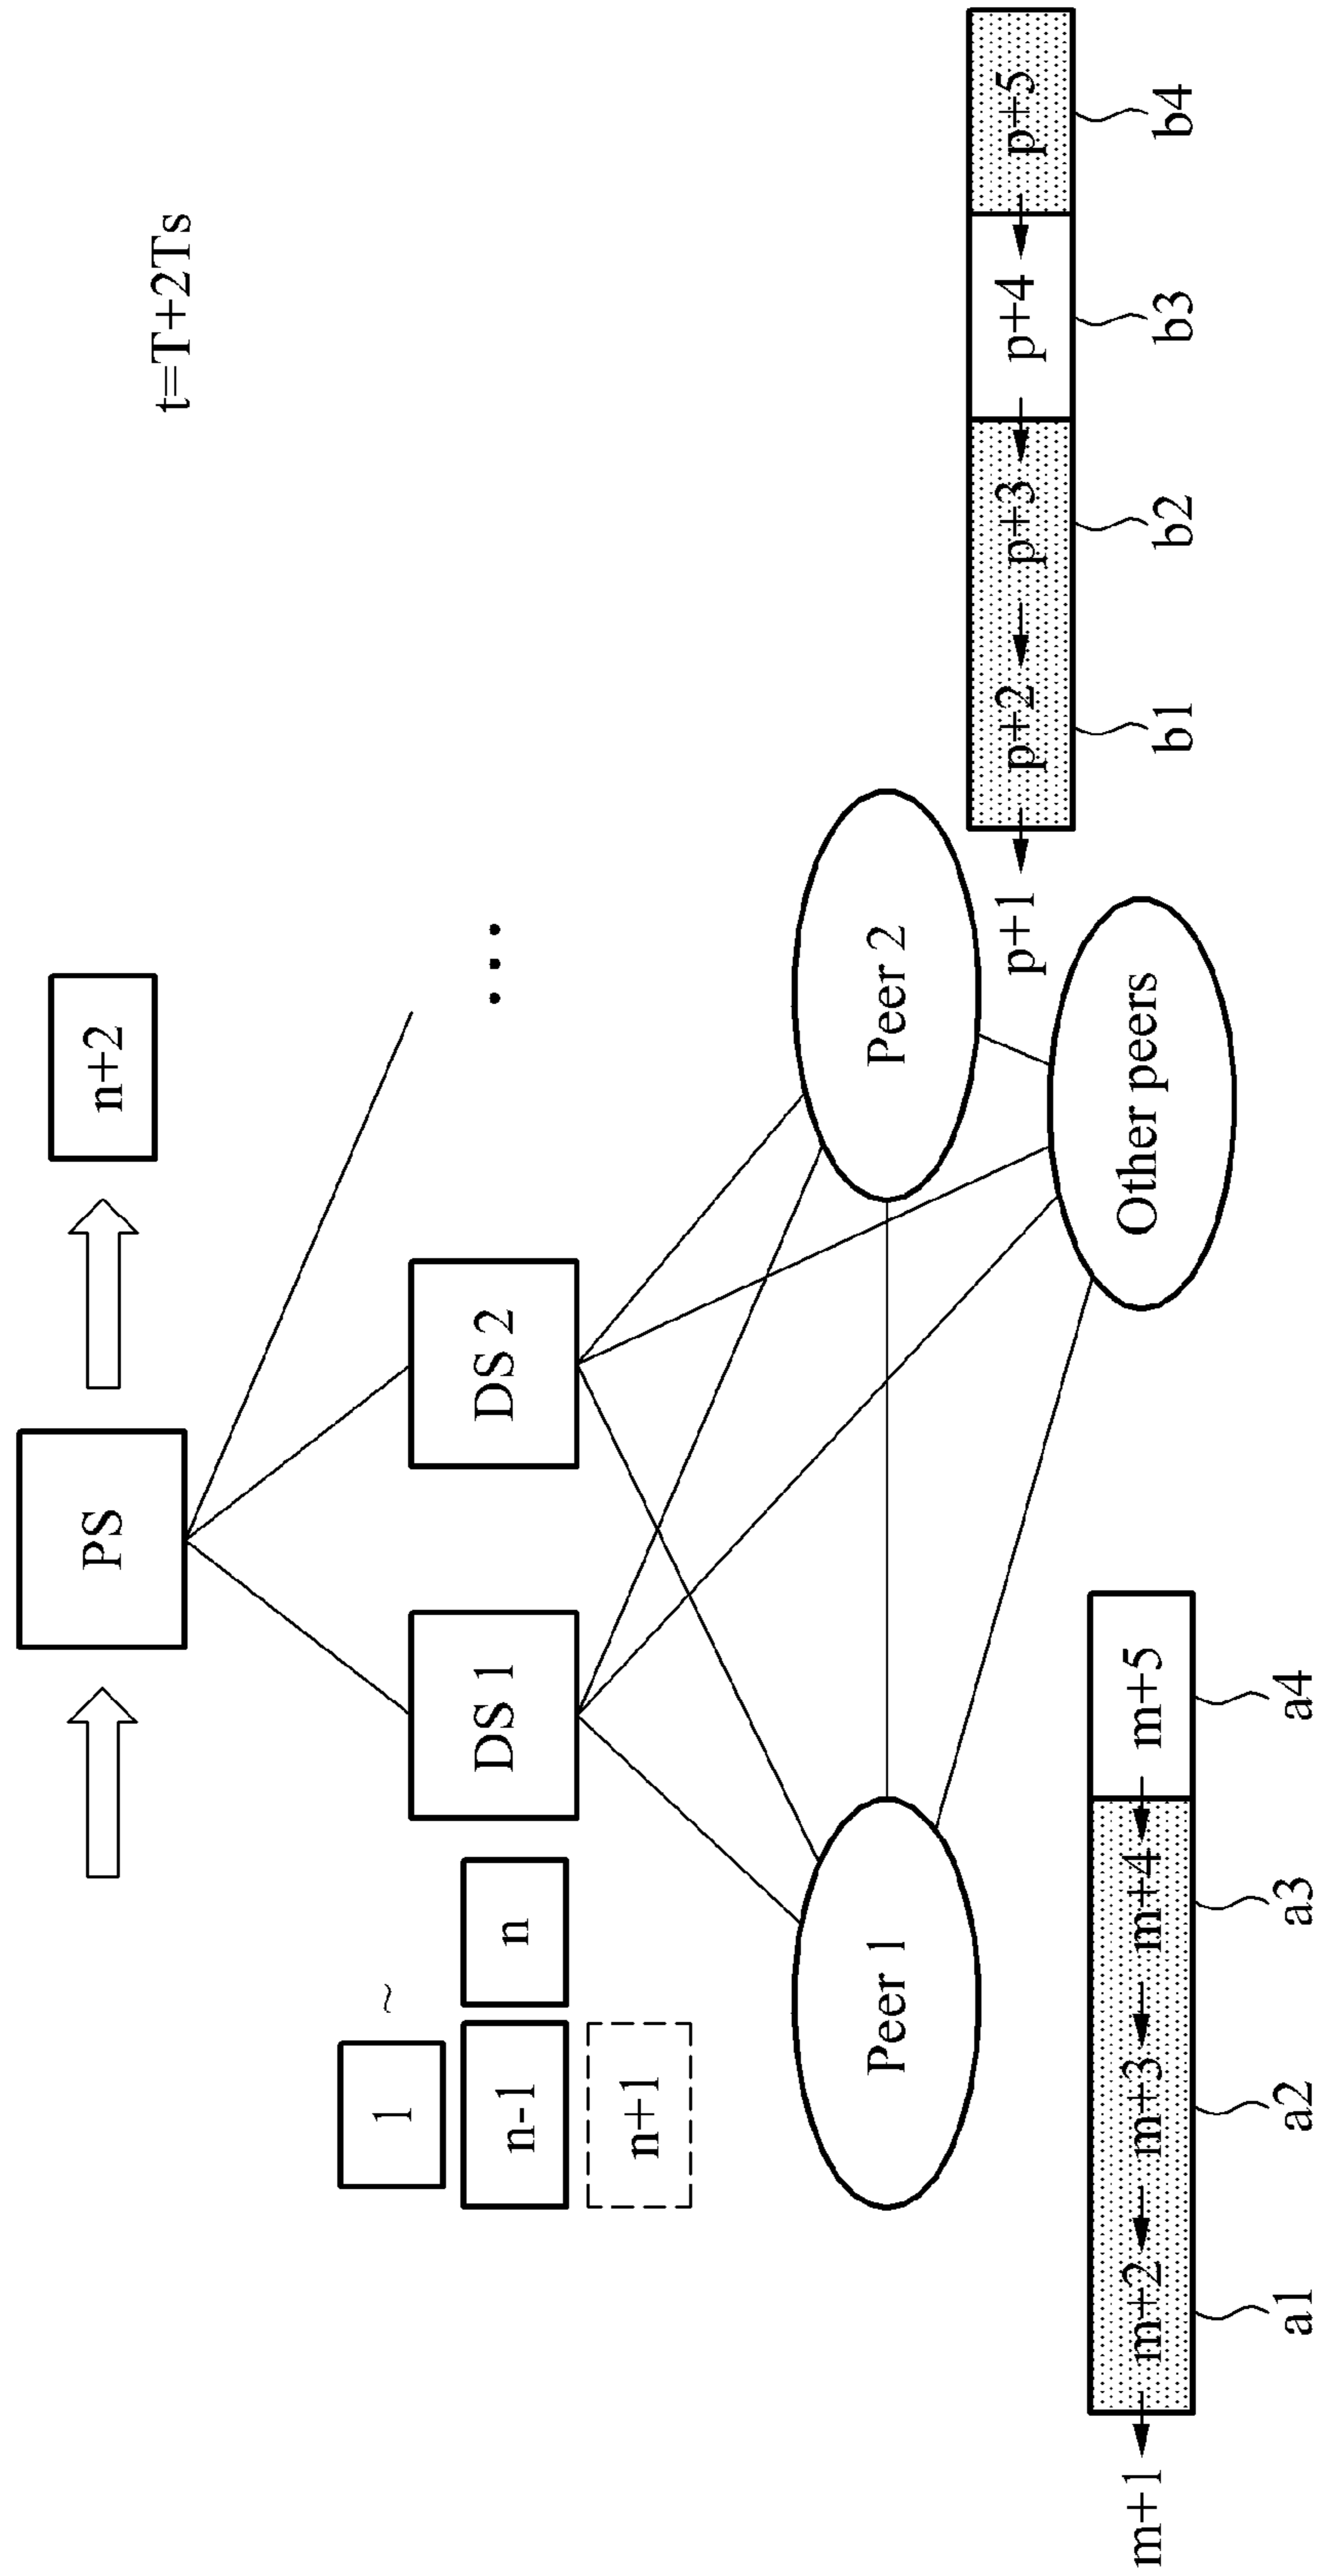 t=T+2Ts
PS
n+2
1
~
n-1
n
n+1
DS 1
DS 2
...
Peer 1
Peer 2
Other peers
p+1
p+2
p+3
p+4
p+5
b1
b2
b3
b4
m+1
m+2
m+3
m+4
m+5
a1
a2
a3
a4